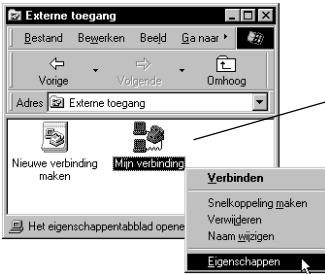 Externe toegang
Bestand Bewerken Beeld Ga naar
Vorige Volgende Omhoog
Adres Externe toegang
Nieuwe verbinding maken
Mijn verbinding
Verbinden
Snelkoppeling maken
Verwijderen
Naam wijzigen
Het eigenschappentabblad opene
Eigenschappen